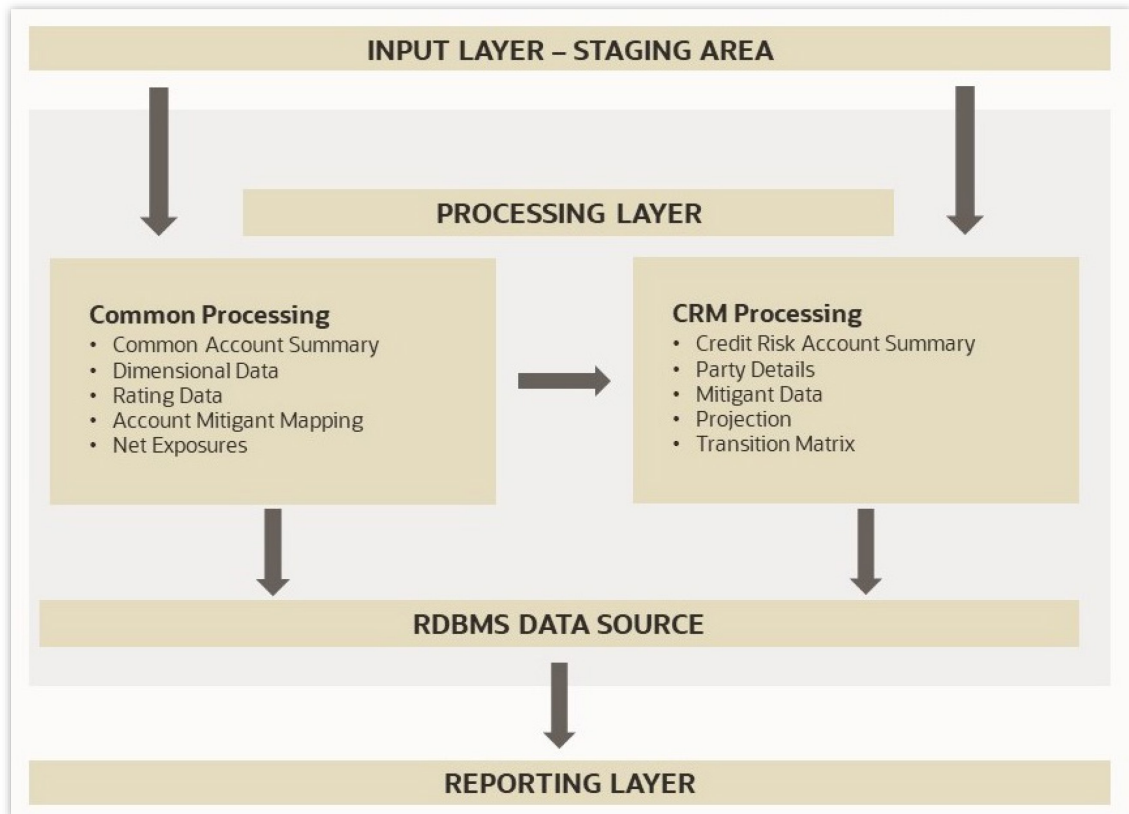 INPUT LAYER – STAGING AREA
PROCESSING LAYER
Common Processing
• Common Account Summary
• Dimensional Data
• Rating Data
• Account Mitigant Mapping
• Net Exposures
CRM Processing
• Credit Risk Account Summary
• Party Details
• Mitigant Data
• Projection
• Transition Matrix
RDBMS DATA SOURCE
REPORTING LAYER